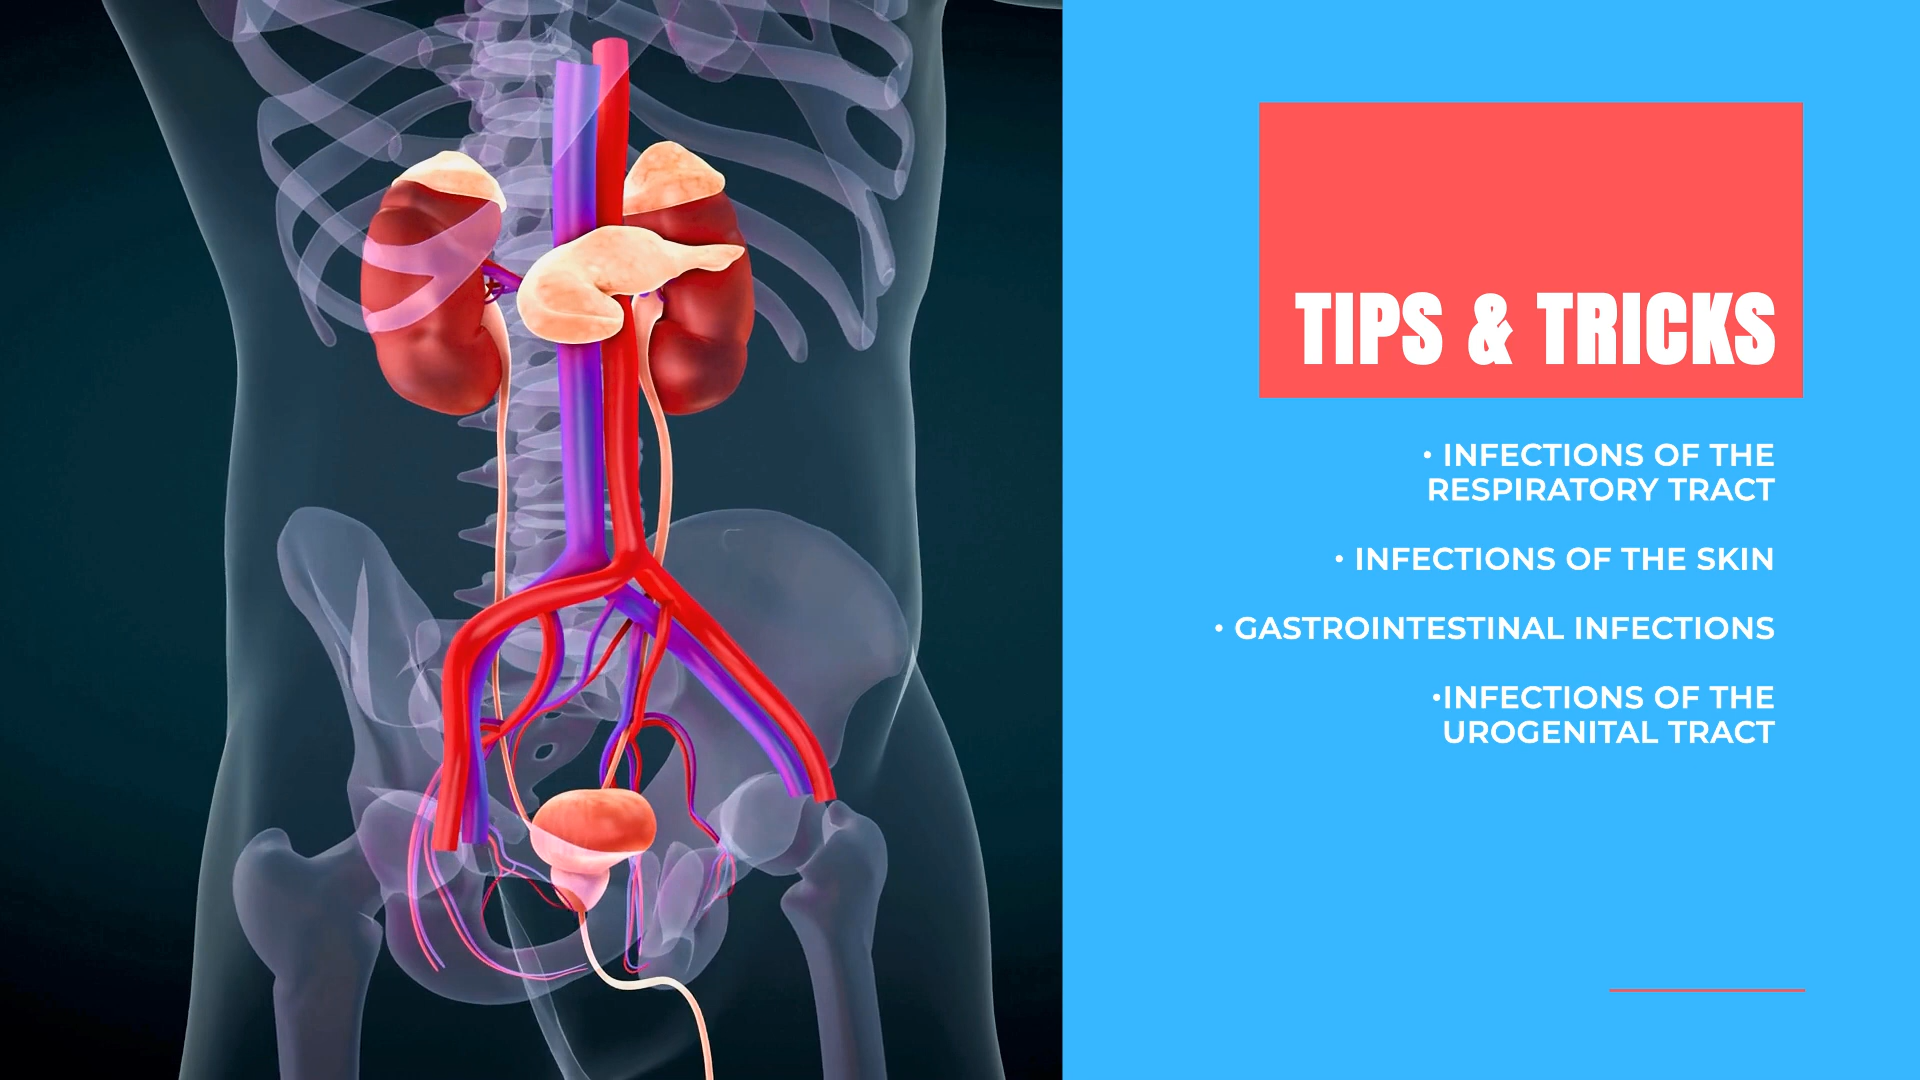 TIPS & TRICKS
• INFECTIONS OF THE
RESPIRATORY TRACT
• INFECTIONS OF THE SKIN
• GASTROINTESTINAL INFECTIONS
•INFECTIONS OF THE
UROGENITAL TRACT